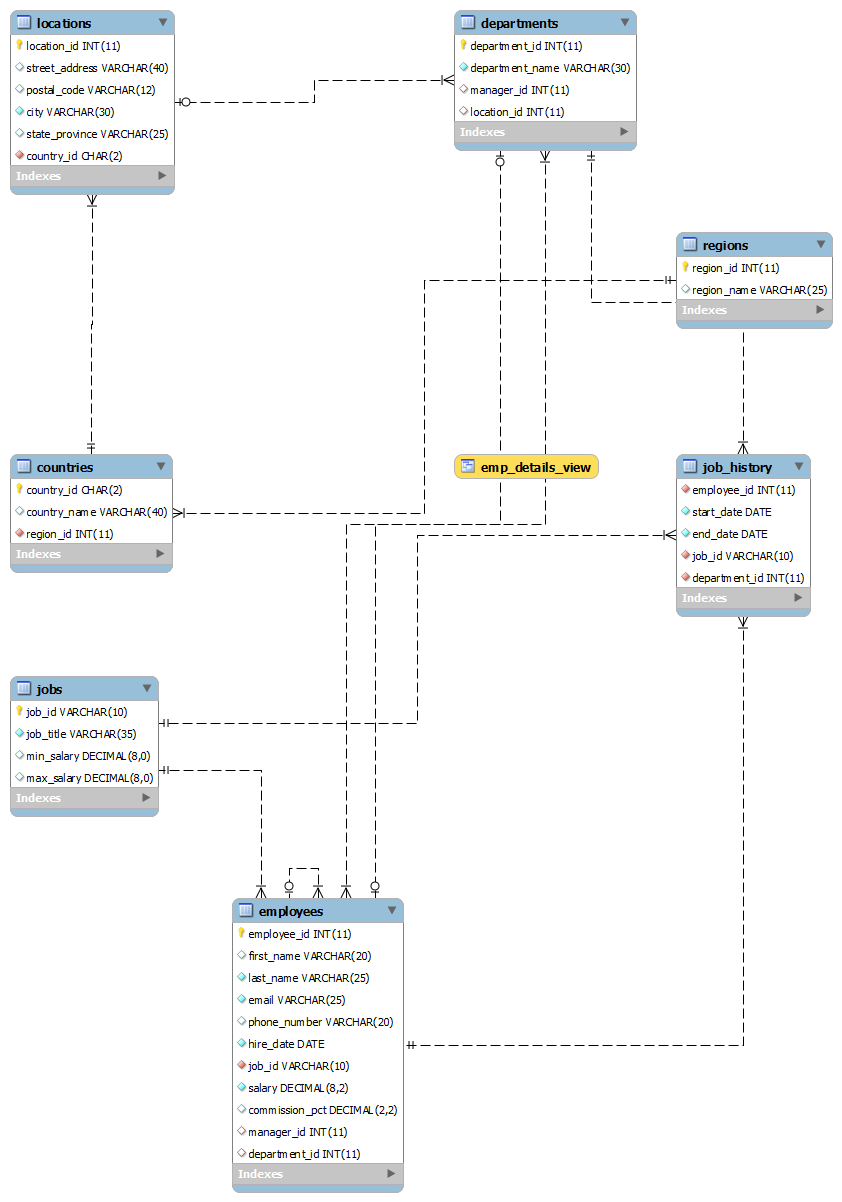 locations
location_id INT(11)
street_address VARCHAR(40)
postal_code VARCHAR(12)
city VARCHAR(30)
state_province VARCHAR(25)
country_id CHAR(2)
Indexes
departments
department_id INT(11)
department_name VARCHAR(30)
manager_id INT(11)
location_id INT(11)
Indexes
regions
region_id INT(11)
region_name VARCHAR(25)
Indexes
countries
country_id CHAR(2)
country_name VARCHAR(40)
region_id INT(11)
Indexes
emp_details_view
job_history
employee_id INT(11)
start_date DATE
end_date DATE
job_id VARCHAR(10)
department_id INT(11)
Indexes
jobs
job_id VARCHAR(10)
job_title VARCHAR(35)
min_salary DECIMAL(8,0)
max_salary DECIMAL(8,0)
Indexes
employees
employee_id INT(11)
first_name VARCHAR(20)
last_name VARCHAR(25)
email VARCHAR(25)
phone_number VARCHAR(20)
hire_date DATE
job_id VARCHAR(10)
salary DECIMAL(8,2)
commission_pct DECIMAL(2,2)
manager_id INT(11)
department_id INT(11)
Indexes